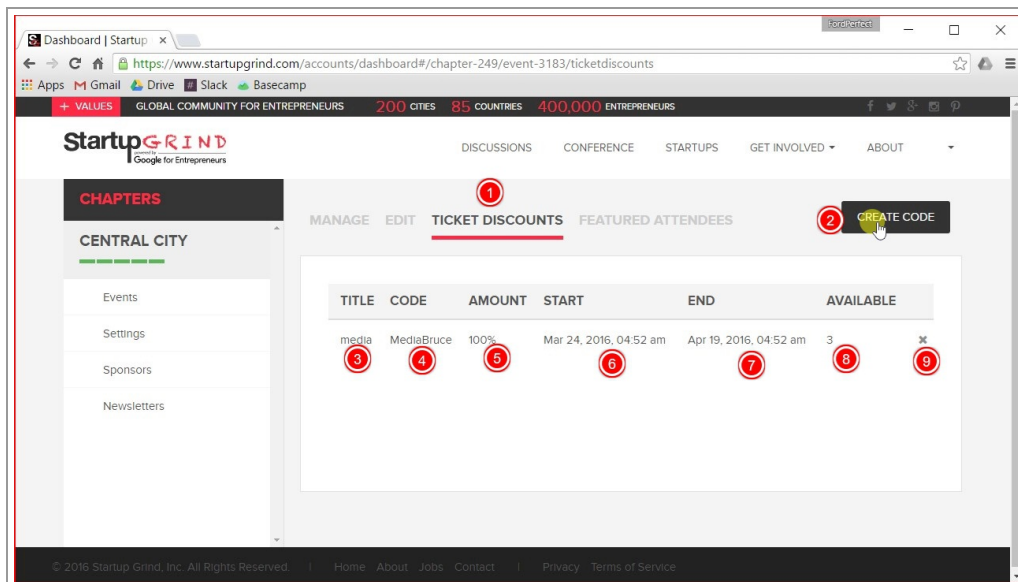 FordPerfect
Dashboard | Startup
https://www.startupgrind.com/accounts/dashboard#/chapter-249/event-3183/ticketdiscounts
Apps Gmail Drive Slack Basecamp
+ VALUES GLOBAL COMMUNITY FOR ENTREPRENEURS 200 CITIES 85 COUNTRIES 400,000 ENTREPRENEURS
StartupGRIND
powered by
Google for Entrepreneurs
DISCUSSIONS CONFERENCE STARTUPS GET INVOLVED ABOUT
CHAPTERS
CENTRAL CITY
Events
Settings
Sponsors
Newsletters
1
MANAGE EDIT TICKET DISCOUNTS FEATURED ATTENDEES
2 CREATE CODE
TITLE CODE AMOUNT START END AVAILABLE
media MediaBruce 100% Mar 24, 2016, 04:52 am Apr 19, 2016, 04:52 am 3
3 4 5 6 7 8 9
© 2016 Startup Grind, Inc. All Rights Reserved. | Home About Jobs Contact | Privacy Terms of Service